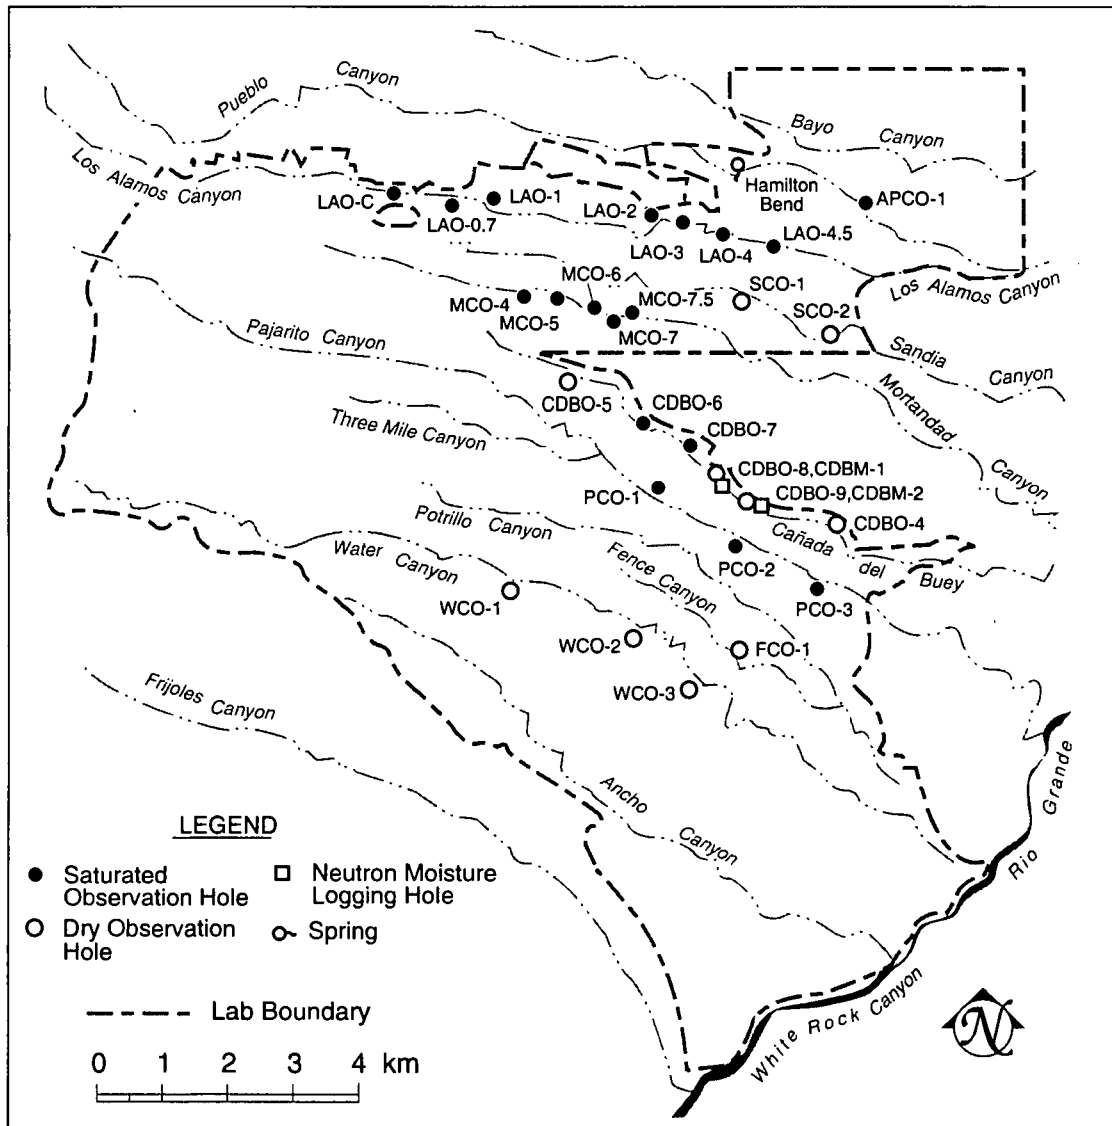 Pueblo
Canyon
Bayo
Canyon
Los Alamos Canyon
Hamilton
Bend
LAO-C
LAO-1
LAO-0.7
LAO-2
APCO-1
LAO-3
LAO-4
LAO-4.5
MCO-6
SCO-1
Los Alamos Canyon
MCO-4
MCO-7.5
MCO-5
SCO-2
MCO-7
Pajarito Canyon
Sandia
Canyon
Mortandad
Canyon
CDBO-5
CDBO-6
Three Mile Canyon
CDBO-7
CDBO-8,CDBM-1
PCO-1
CDBO-9,CDBM-2
Potrillo Canyon
CDBO-4
Cañada
del
Buey
Water
Canyon
Fence
Canyon
PCO-2
WCO-1
PCO-3
WCO-2
FCO-1
WCO-3
Frijoles Canyon
Ancho
Canyon
Rio
Grande
White Rock Canyon
LEGEND
Saturated
Observation Hole
Neutron Moisture
Logging Hole
Dry Observation
Hole
Spring
Lab Boundary
0 1 2 3 4 km
N